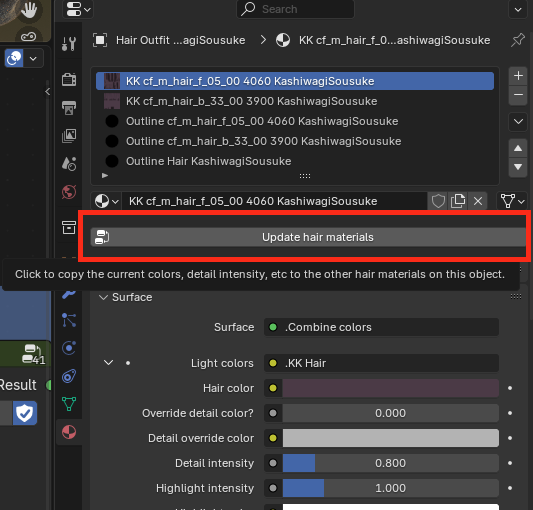 Search
Hair Outfit ...agiSousuke
KK cf_m_hair_f_0...ashiwagiSousuke
KK cf_m_hair_f_05_00 4060 KashiwagiSousuke
KK cf_m_hair_b_33_00 3900 KashiwagiSousuke
Outline cf_m_hair_f_05_00 4060 KashiwagiSousuke
Outline cf_m_hair_b_33_00 3900 KashiwagiSousuke
Outline Hair KashiwagiSousuke
KK cf_m_hair_f_05_00 4060 KashiwagiSousuke
Update hair materials
Click to copy the current colors, detail intensity, etc to the other hair materials on this object.
Surface
Surface .Combine colors
41
Light colors .KK Hair
Result
Hair color
Override detail color? 0.000
Detail override color
Detail intensity 0.800
Highlight intensity 1.000